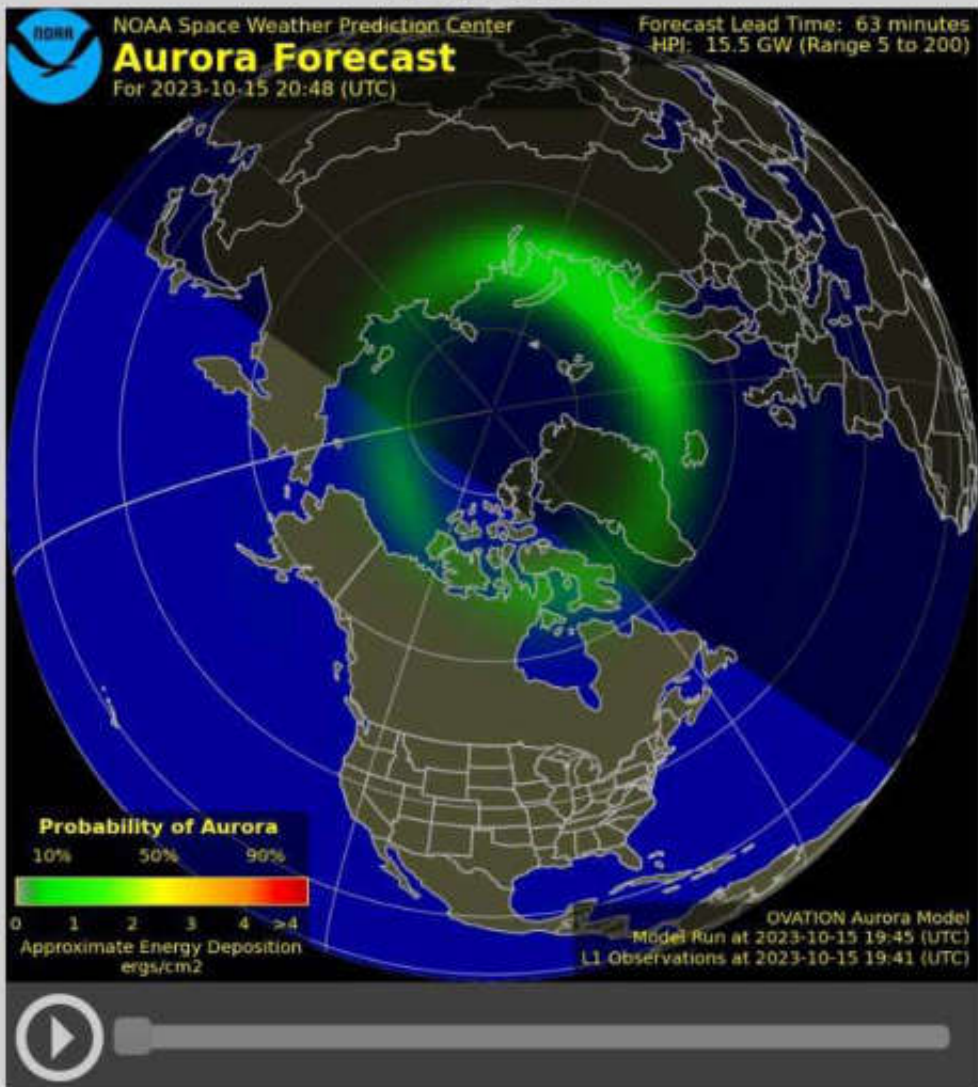 NOAA
NOAA Space Weather Prediction Center
Aurora Forecast
For 2023-10-15 20:48 (UTC)
Forecast Lead Time: 63 minutes
HPI: 15.5 GW (Range 5 to 200)
Probability of Aurora
10% 50% 90%
0 1 2 3 4 >4
Approximate Energy Deposition
ergs/cm2
OVATION Aurora Model
Model Run at 2023-10-15 19:45 (UTC)
L1 Observations at 2023-10-15 19:41 (UTC)